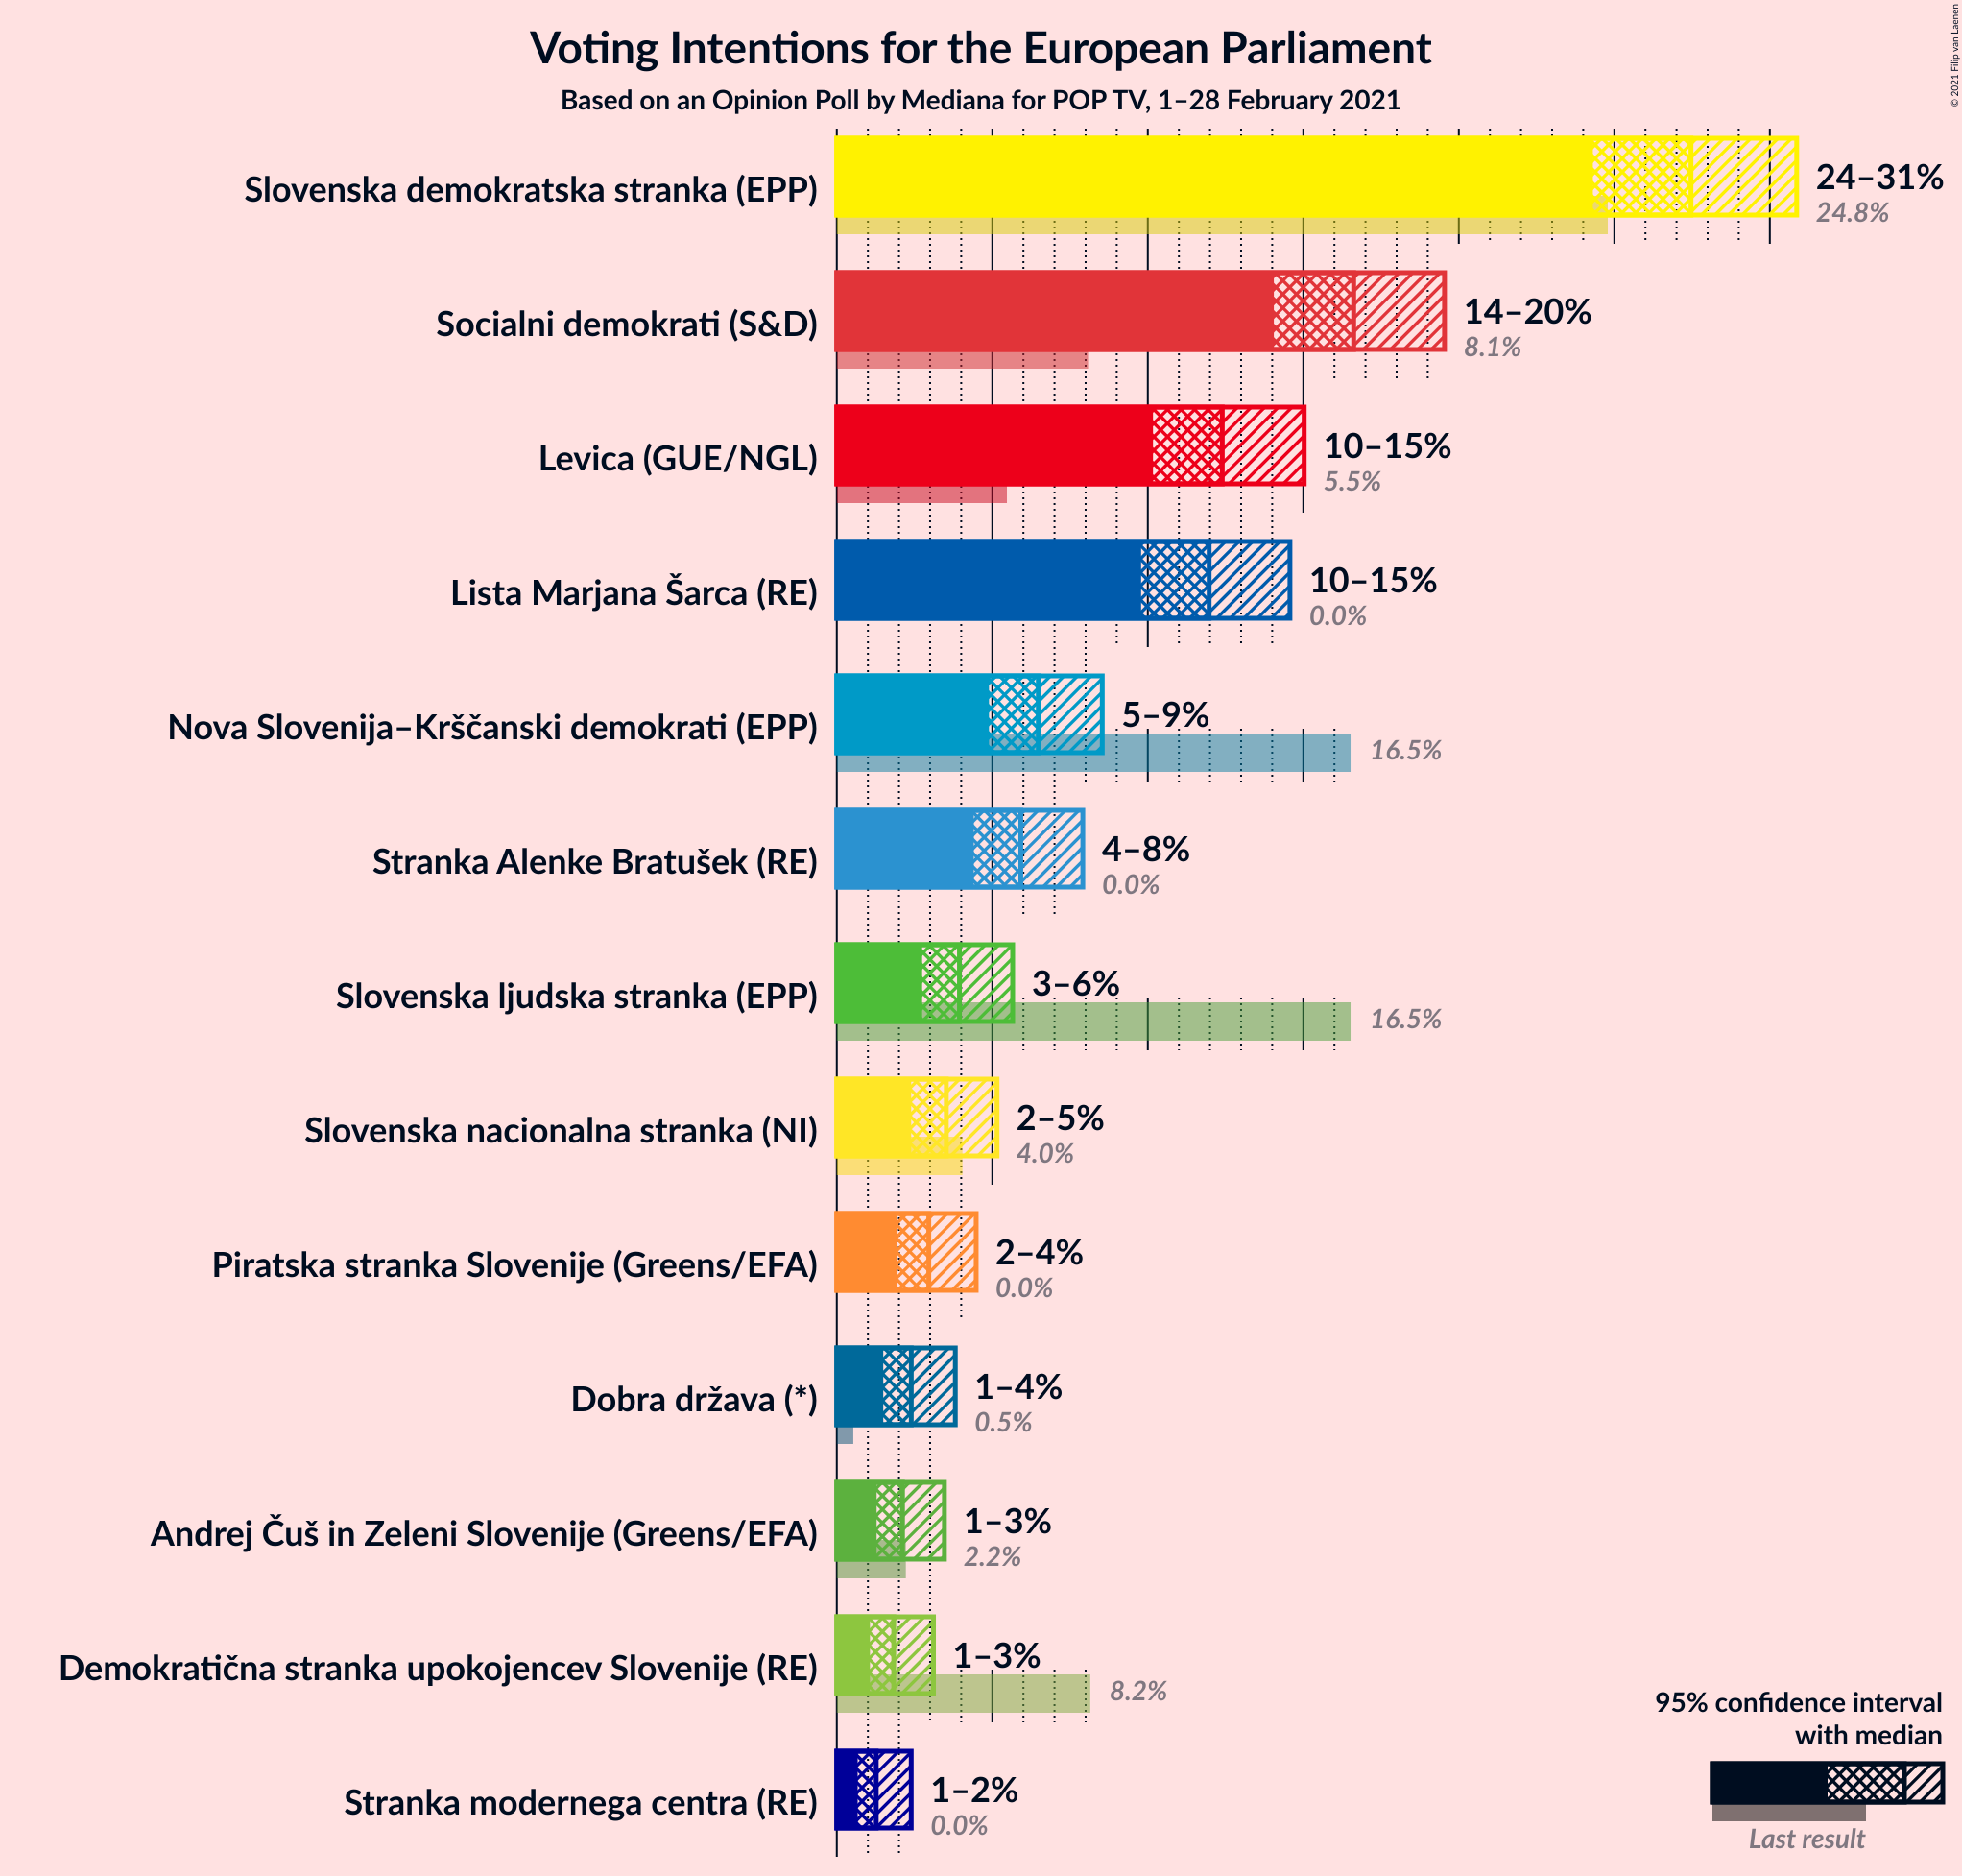 © 2021 Filip van Laenen
Voting Intentions for the European Parliament
Based on an Opinion Poll by Mediana for POP TV, 1–28 February 2021
Slovenska demokratska stranka (EPP)
24–31%
24.8%
Socialni demokrati (S&D)
14–20%
8.1%
Levica (GUE/NGL)
10–15%
5.5%
Lista Marjana Šarca (RE)
10–15%
0.0%
Nova Slovenija–Krščanski demokrati (EPP)
5–9%
16.5%
Stranka Alenke Bratušek (RE)
4–8%
0.0%
Slovenska ljudska stranka (EPP)
3–6%
16.5%
Slovenska nacionalna stranka (NI)
2–5%
4.0%
Piratska stranka Slovenije (Greens/EFA)
2–4%
0.0%
Dobra država (*)
1–4%
0.5%
Andrej Čuš in Zeleni Slovenije (Greens/EFA)
1–3%
2.2%
Demokratična stranka upokojencev Slovenije (RE)
1–3%
8.2%
Stranka modernega centra (RE)
1–2%
0.0%
95% confidence interval
with median
Last result